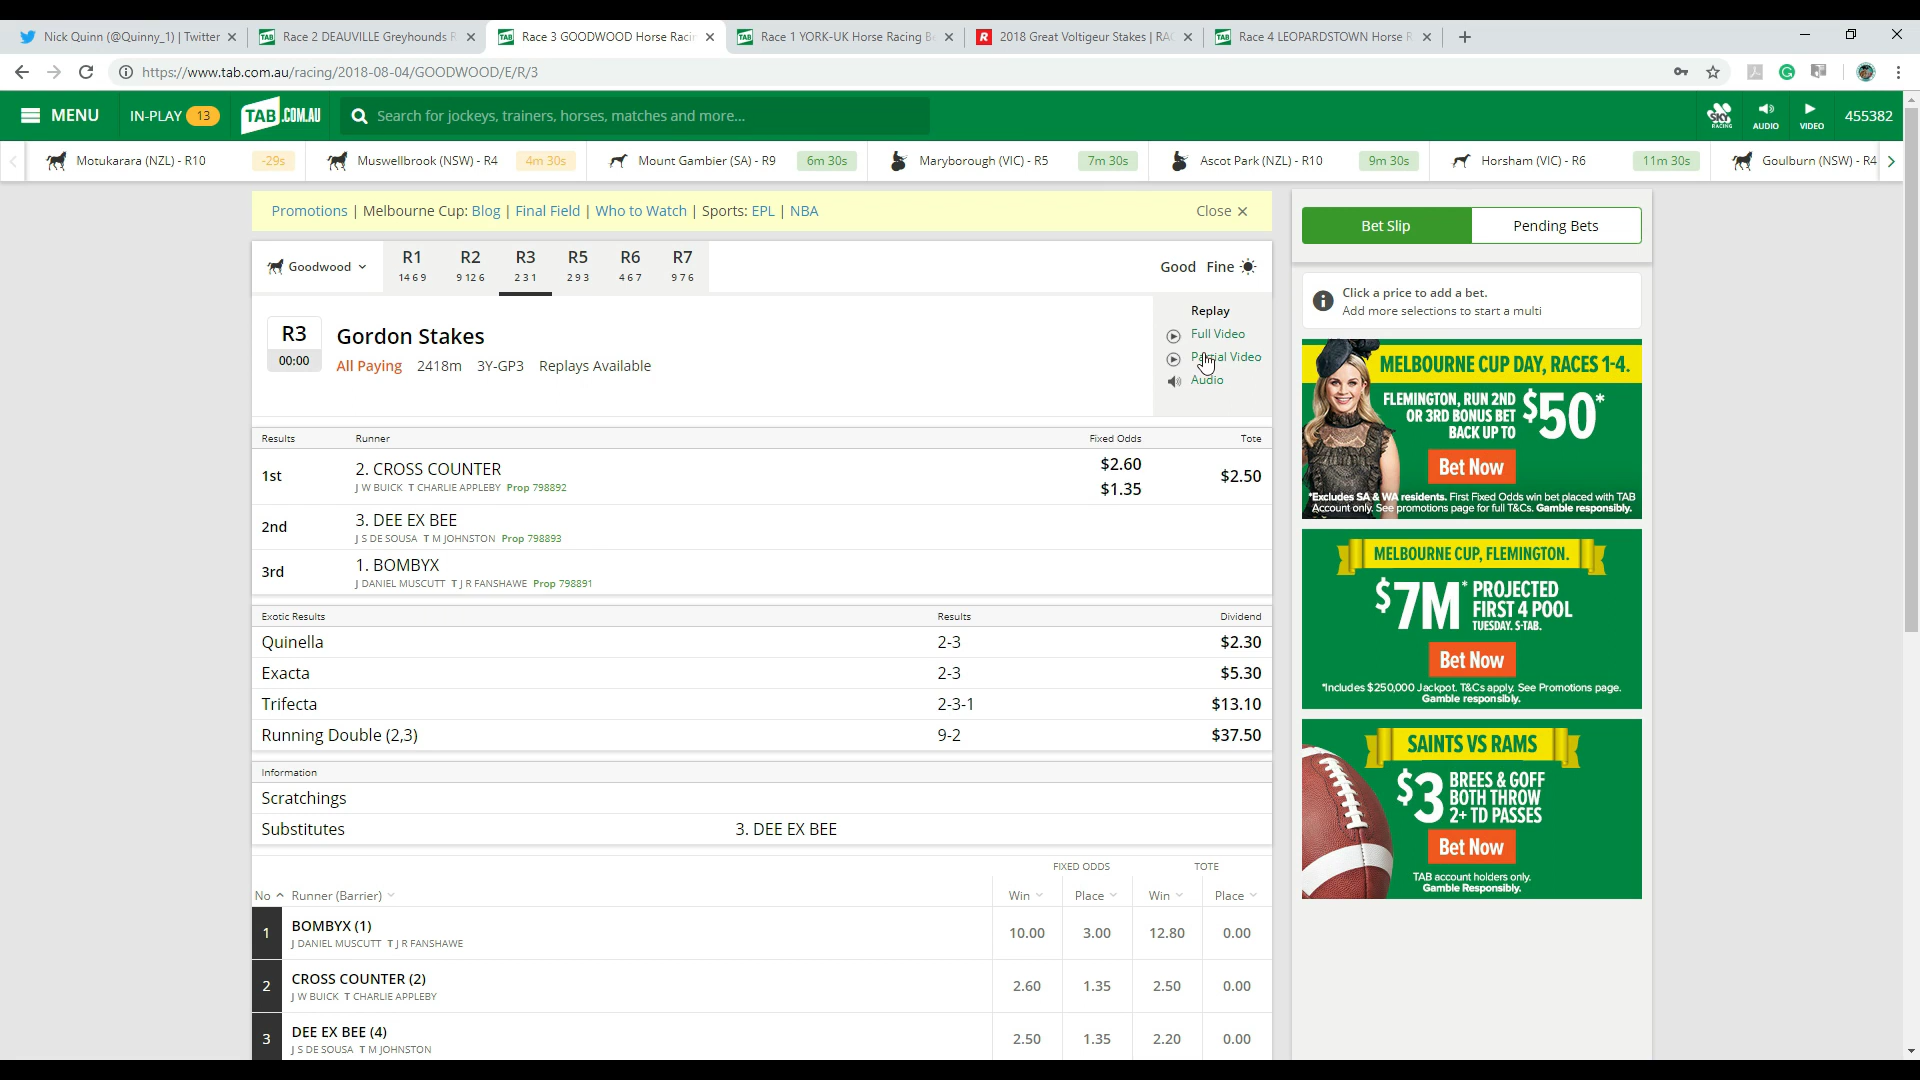 Nick Quinn (@Quinny_1) | Twitter
Race 2 DEAUVILLE Greyhounds R
Race 3 GOODWOOD Horse Racin
Race 1 YORK-UK Horse Racing B
2018 Great Voltigeur Stakes | RAC
Race 4 LEOPARDSTOWN Horse R
https://www.tab.com.au/racing/2018-08-04/GOODWOOD/E/R/3
MENU IN-PLAY 13 TAB.COM.AU Search for jockeys, trainers, horses, matches and more... SKY RACING AUDIO VIDEO 455382
Motukarara (NZL) - R10 -29s Muswellbrook (NSW) - R4 4m 30s Mount Gambier (SA) - R9 6m 30s Maryborough (VIC) - R5 7m 30s Ascot Park (NZL) - R10 9m 30s Horsham (VIC) - R6 11m 30s Goulburn (NSW) - R4
Promotions | Melbourne Cup: Blog | Final Field | Who to Watch | Sports: EPL | NBA Close ×
Goodwood R1 R2 R3 R5 R6 R7 Good Fine
14 6 9 9 12 6 2 3 1 2 9 3 4 6 7 9 7 6
R3 Gordon Stakes
00:00 All Paying 2418m 3Y-GP3 Replays Available
Replay
Full Video
Partial Video
Audio
Results Runner Fixed Odds Tote
1st 2. CROSS COUNTER $2.60 $2.50
J W BUICK T CHARLIE APPLEBY Prop 798892 $1.35
2nd 3. DEE EX BEE
J S DE SOUSA T M JOHNSTON Prop 798893
3rd 1. BOMBYX
J DANIEL MUSCUTT T J R FANSHAWE Prop 798891
Exotic Results Results Dividend
Quinella 2-3 $2.30
Exacta 2-3 $5.30
Trifecta 2-3-1 $13.10
Running Double (2,3) 9-2 $37.50
Information
Scratchings
Substitutes 3. DEE EX BEE
FIXED ODDS TOTE
No Runner (Barrier) Win Place Win Place
1 BOMBYX (1) 10.00 3.00 12.80 0.00
J DANIEL MUSCUTT T J R FANSHAWE
2 CROSS COUNTER (2) 2.60 1.35 2.50 0.00
J W BUICK T CHARLIE APPLEBY
3 DEE EX BEE (4) 2.50 1.35 2.20 0.00
J S DE SOUSA T M JOHNSTON
Bet Slip Pending Bets
Click a price to add a bet.
Add more selections to start a multi
MELBOURNE CUP DAY, RACES 1-4.
FLEMINGTON, RUN 2ND
OR 3RD BONUS BET
BACK UP TO $50*
Bet Now
*Excludes SA & WA residents. First Fixed Odds win bet placed with TAB
Account only. See promotions page for full T&Cs. Gamble responsibly.
MELBOURNE CUP, FLEMINGTON.
$7M* PROJECTED
FIRST 4 POOL
TUESDAY. S-TAB.
Bet Now
*Includes $250,000 Jackpot. T&Cs apply. See Promotions page.
Gamble responsibly.
SAINTS VS RAMS
$3 BREES & GOFF
BOTH THROW
2+ TD PASSES
Bet Now
TAB account holders only.
Gamble Responsibly.